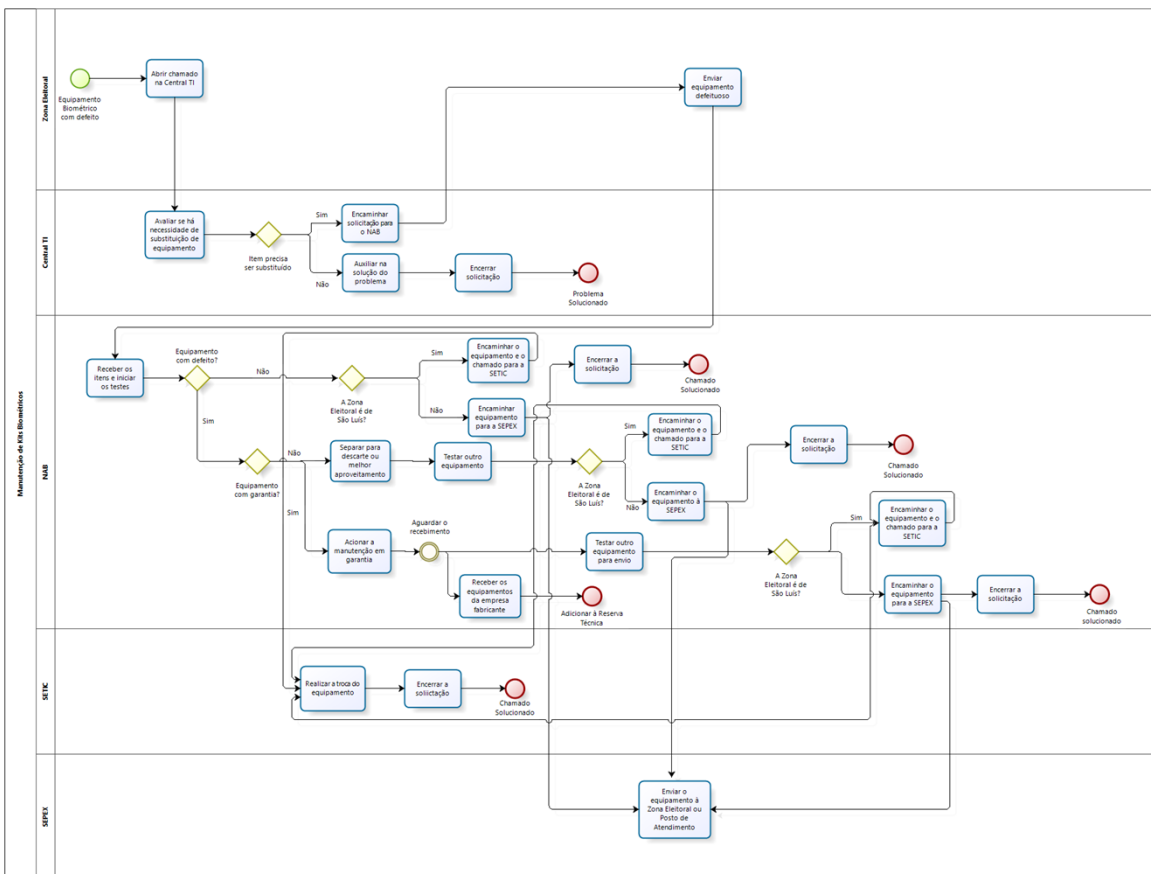 Manutenção de Kits Biométricos
Zona Eleitoral
Equipamento
Biométrico
com defeito
Abrir chamado
na Central TI
Enviar
equipamento
defeituoso
Central TI
Avaliar se há
necessidade de
substituição de
equipamento
Item precisa
ser substituído
Sim
Encaminhar
solicitação para
o NAB
Não
Auxiliar na
solução do
problema
Encerrar
solicitação
Problema
Solucionado
NAB
Receber os
itens e iniciar
os testes
Equipamento
com defeito?
Não
A Zona
Eleitoral é de
São Luís?
Sim
Encaminhar o
equipamento e o
chamado para a
SETIC
Não
Encaminhar
equipamento
para a SEPEX
Encerrar a
solicitação
Chamado
Solucionado
Sim
Equipamento
com garantia?
Não
Separar para
descarte ou
melhor
aproveitamento
Testar outro
equipamento
A Zona
Eleitoral é de
São Luís?
Sim
Encaminhar o
equipamento e o
chamado para a
SETIC
Não
Encaminhar o
equipamento à
SEPEX
Encerrar a
solicitação
Chamado
Solucionado
Sim
Acionar a
manutenção em
garantia
Aguardar o
recebimento
Testar outro
equipamento
para envio
Receber os
equipamentos
da empresa
fabricante
Adicionar à Reserva
Técnica
A Zona
Eleitoral é de
São Luís?
Sim
Encaminhar o
equipamento e o
chamado para a
SETIC
Encaminhar o
equipamento
para a SEPEX
Encerrar a
solicitação
Chamado
solucionado
SETIC
Realizar a troca do
equipamento
Encerrar a
soliictação
Chamado
Solucionado
SEPEX
Enviar o
equipamento à
Zona Eleitoral ou
Posto de
Atendimento